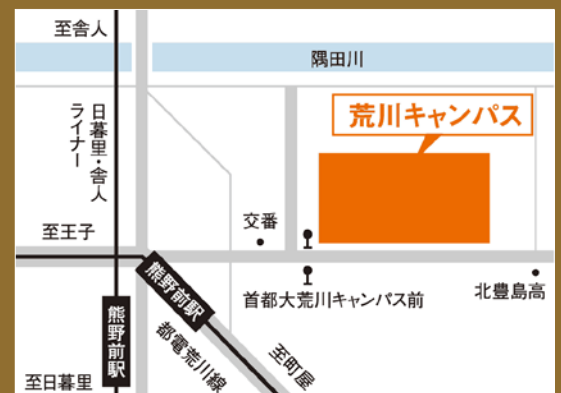 至舎人
隅田川
荒川キャンパス
日暮里・舎人
ライナー
至王子
交番
熊野前駅
首都大荒川キャンパス前
北豊島高
熊野前駅
都電荒川線
至町屋
至日暮里